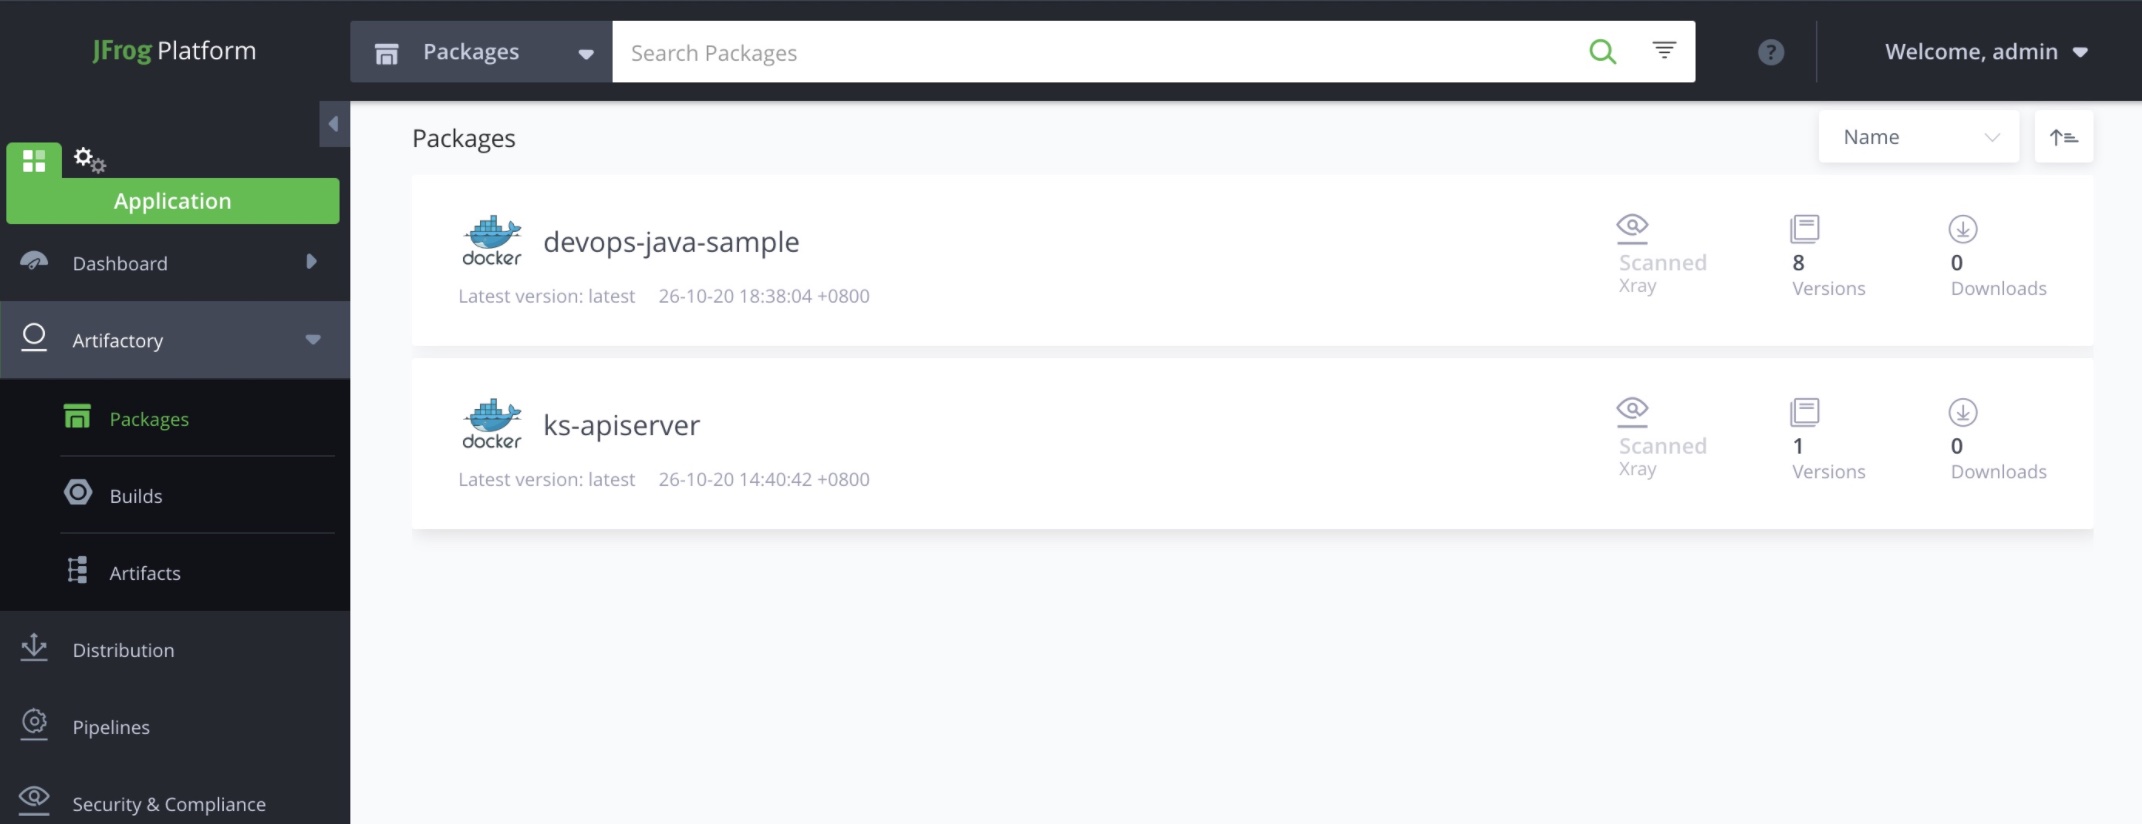 JFrog Platform
Packages
Search Packages
?
Welcome, admin
Application
Dashboard
Artifactory
Packages
Builds
Artifacts
Distribution
Pipelines
Security & Compliance
Packages
Name
docker
devops-java-sample
Latest version: latest 26-10-20 18:38:04 +0800
Scanned
Xray
8
Versions
0
Downloads
docker
ks-apiserver
Latest version: latest 26-10-20 14:40:42 +0800
Scanned
Xray
1
Versions
0
Downloads